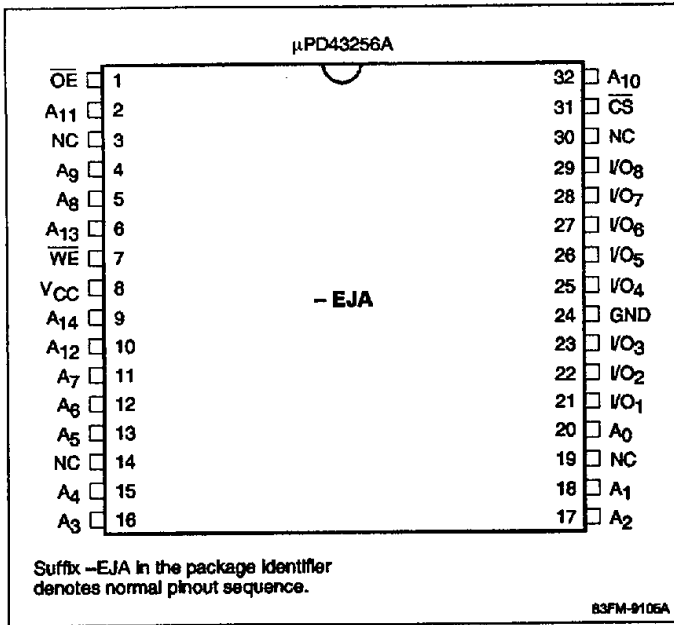 μPD43256A
O̅E̅ 1 32 A10
A11 2 31 C̅S̅
NC 3 30 NC
A9 4 29 I/O8
A8 5 28 I/O7
A13 6 27 I/O6
W̅E̅ 7 26 I/O5
VCC 8 25 I/O4
A14 9 24 GND
A12 10 23 I/O3
A7 11 22 I/O2
A6 12 21 I/O1
A5 13 20 A0
NC 14 19 NC
A4 15 18 A1
A3 16 17 A2
– EJA
Suffix –EJA in the package identifier
denotes normal pinout sequence.
83FM-9105A